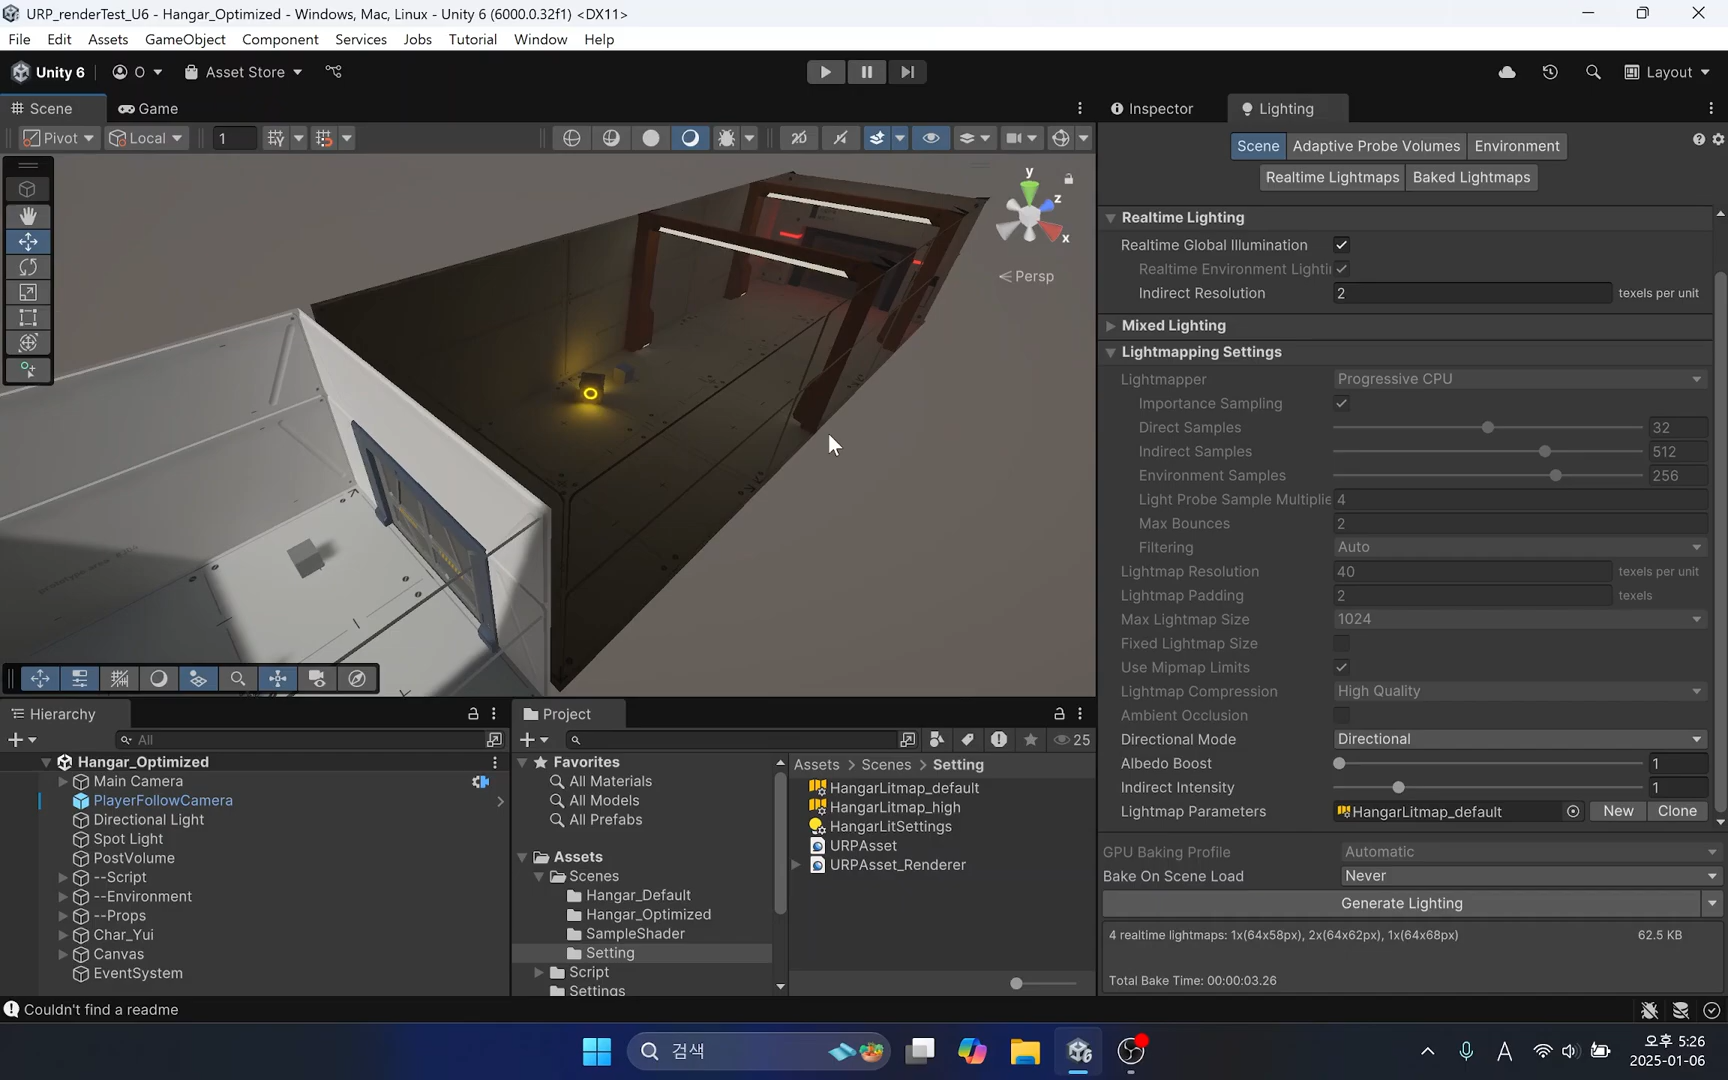 URP_renderTest_U6 - Hangar_Optimized - Windows, Mac, Linux - Unity 6 (6000.0.32f1) <DX11>
File Edit Assets GameObject Component Services Jobs Tutorial Window Help
Unity 6 O Asset Store Layout
Scene Game
Pivot Local 1 2D
y
z
x
Persp
Inspector Lighting
Scene Adaptive Probe Volumes Environment
Realtime Lightmaps Baked Lightmaps
Realtime Lighting
Realtime Global Illumination
Realtime Environment Lighti
Indirect Resolution 2 texels per unit
Mixed Lighting
Lightmapping Settings
Lightmapper Progressive CPU
Importance Sampling
Direct Samples 32
Indirect Samples 512
Environment Samples 256
Light Probe Sample Multiplie 4
Max Bounces 2
Filtering Auto
Lightmap Resolution 40 texels per unit
Lightmap Padding 2 texels
Max Lightmap Size 1024
Fixed Lightmap Size
Use Mipmap Limits
Lightmap Compression High Quality
Ambient Occlusion
Directional Mode Directional
Albedo Boost 1
Indirect Intensity 1
Lightmap Parameters HangarLitmap_default New Clone
GPU Baking Profile Automatic
Bake On Scene Load Never
Generate Lighting
4 realtime lightmaps: 1x(64x58px), 2x(64x62px), 1x(64x68px) 62.5 KB
Total Bake Time: 00:00:03.26
Hierarchy
All
Hangar_Optimized
Main Camera
PlayerFollowCamera
Directional Light
Spot Light
PostVolume
--Script
--Environment
--Props
Char_Yui
Canvas
EventSystem
Project
25
Favorites
All Materials
All Models
All Prefabs
Assets
Scenes
Hangar_Default
Hangar_Optimized
SampleShader
Setting
Script
Settings
Assets > Scenes > Setting
HangarLitmap_default
HangarLitmap_high
HangarLitSettings
URPAsset
URPAsset_Renderer
Couldn't find a readme
검색
A
오후 5:26
2025-01-06